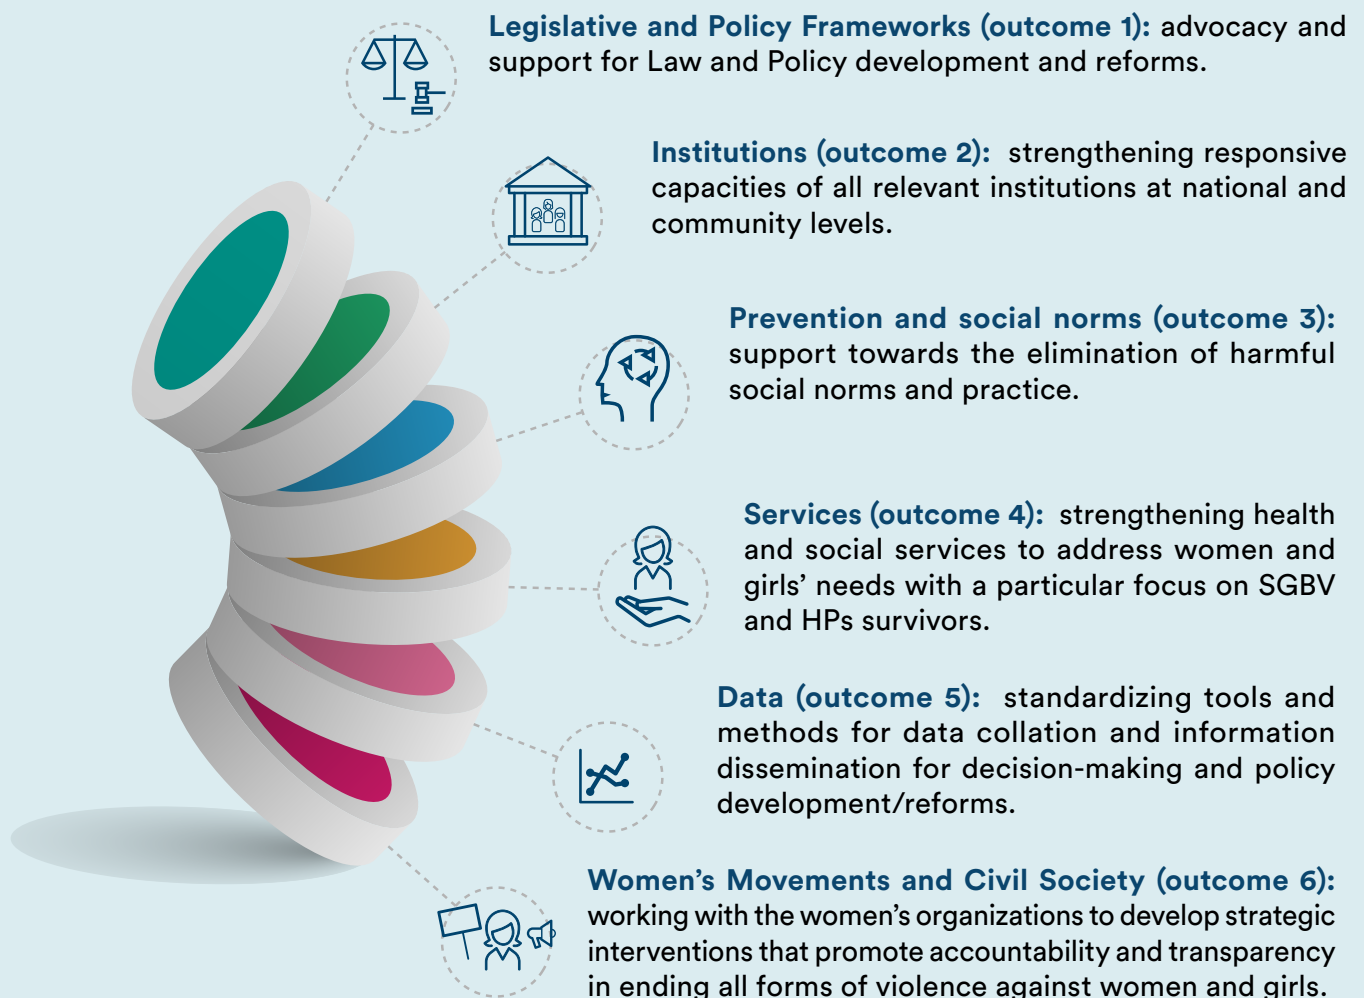 Legislative and Policy Frameworks (outcome 1): advocacy and
support for Law and Policy development and reforms.
Institutions (outcome 2): strengthening responsive
capacities of all relevant institutions at national and
community levels.
Prevention and social norms (outcome 3):
support towards the elimination of harmful
social norms and practice.
Services (outcome 4): strengthening health
and social services to address women and
girls’ needs with a particular focus on SGBV
and HPs survivors.
Data (outcome 5): standardizing tools and
methods for data collation and information
dissemination for decision-making and policy
development/reforms.
Women’s Movements and Civil Society (outcome 6):
working with the women’s organizations to develop strategic
interventions that promote accountability and transparency
in ending all forms of violence against women and girls.